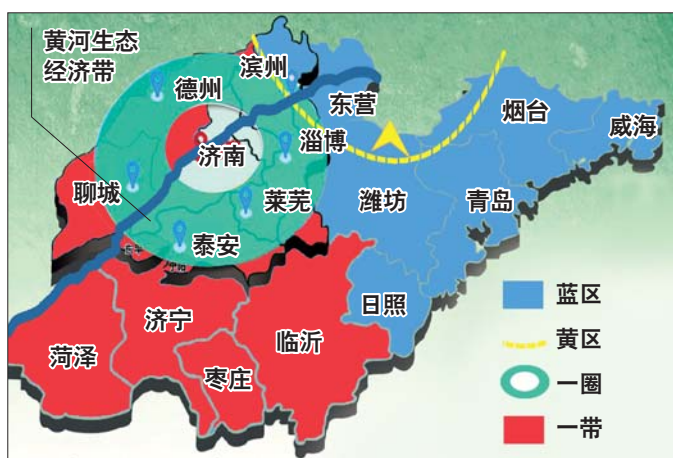 黄河生态
经济带
滨州
德州
东营
烟台
威海
济南
淄博
聊城
莱芜
潍坊
青岛
泰安
日照
济宁
临沂
菏泽
枣庄
蓝区
黄区
一圈
一带